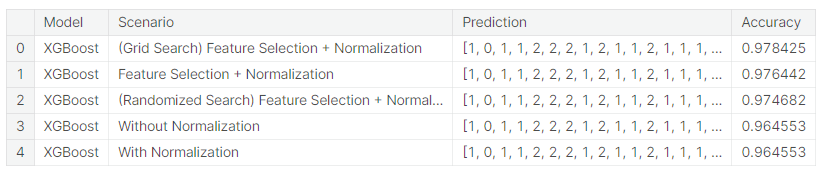 Model Scenario Prediction Accuracy
0 XGBoost (Grid Search) Feature Selection + Normalization [1, 0, 1, 1, 2, 2, 2, 1, 2, 1, 1, 2, 1, 1, 1, ... 0.978425
1 XGBoost Feature Selection + Normalization [1, 0, 1, 1, 2, 2, 2, 1, 2, 1, 1, 2, 1, 1, 1, ... 0.976442
2 XGBoost (Randomized Search) Feature Selection + Normal... [1, 0, 1, 1, 2, 2, 2, 1, 2, 1, 1, 2, 1, 1, 1, ... 0.974682
3 XGBoost Without Normalization [1, 0, 1, 1, 2, 2, 2, 1, 2, 1, 1, 2, 1, 1, 1, ... 0.964553
4 XGBoost With Normalization [1, 0, 1, 1, 2, 2, 2, 1, 2, 1, 1, 2, 1, 1, 1, ... 0.964553